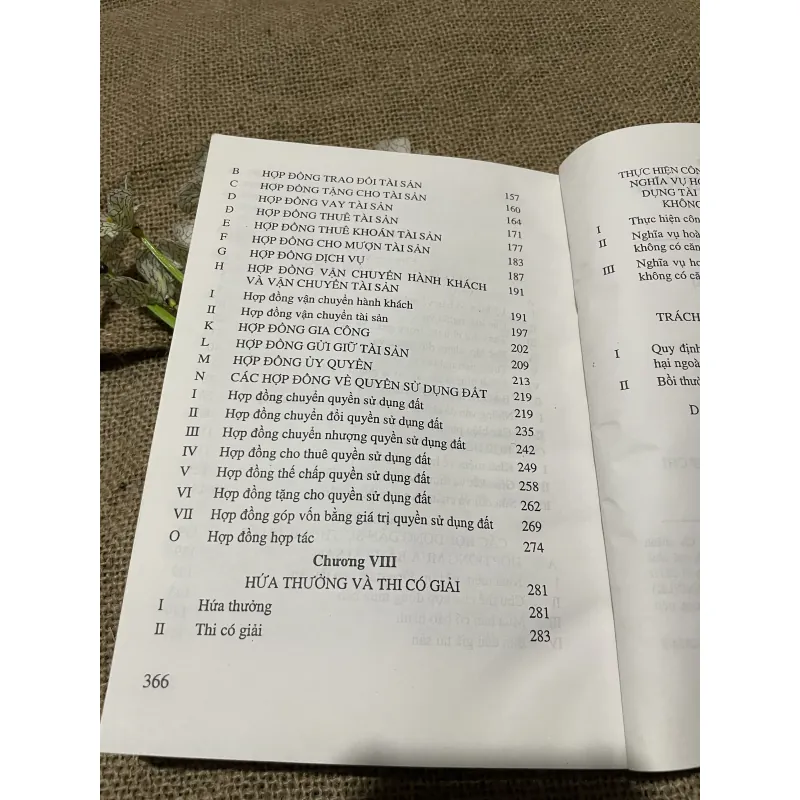 B HỢP ĐỒNG TRAO ĐỔI TÀI SẢN 157
C HỢP ĐỒNG TẶNG CHO TÀI SẢN 160
D HỢP ĐỒNG VAY TÀI SẢN 164
Đ HỢP ĐỒNG THUÊ TÀI SẢN 171
E HỢP ĐỒNG THUÊ KHOÁN TÀI SẢN 177
F HỢP ĐỒNG CHO MƯỢN TÀI SẢN 183
G HỢP ĐỒNG DỊCH VỤ 187
H HỢP ĐỒNG VẬN CHUYỂN HÀNH KHÁCH
VÀ VẬN CHUYỂN TÀI SẢN 191
I Hợp đồng vận chuyển hành khách 191
II Hợp đồng vận chuyển tài sản 197
K HỢP ĐỒNG GIA CÔNG 202
L HỢP ĐỒNG GỬI GIỮ TÀI SẢN 209
M HỢP ĐỒNG ỦY QUYỀN 213
N CÁC HỢP ĐỒNG VỀ QUYỀN SỬ DỤNG ĐẤT 219
I Hợp đồng chuyển quyền sử dụng đất 219
II Hợp đồng chuyển đổi quyền sử dụng đất 235
III Hợp đồng chuyển nhượng quyền sử dụng đất 242
IV Hợp đồng cho thuê quyền sử dụng đất 249
V Hợp đồng thế chấp quyền sử dụng đất 258
VI Hợp đồng tặng cho quyền sử dụng đất 262
VII Hợp đồng góp vốn bằng giá trị quyền sử dụng đất 269
O Hợp đồng hợp tác 274
Chương VIII
HỨA THƯỞNG VÀ THI CÓ GIẢI 281
I Hứa thưởng 281
II Thi có giải 283
366
THỰC HIỆN CÔN
NGHĨA VỤ HO
DỤNG TÀI
KHÔNG
I Thực hiện côn
II Nghĩa vụ hoà
không có căn
III Nghĩa vụ ho
không có că
TRÁCH
I Quy định
hại ngoà
II Bồi thườ
D